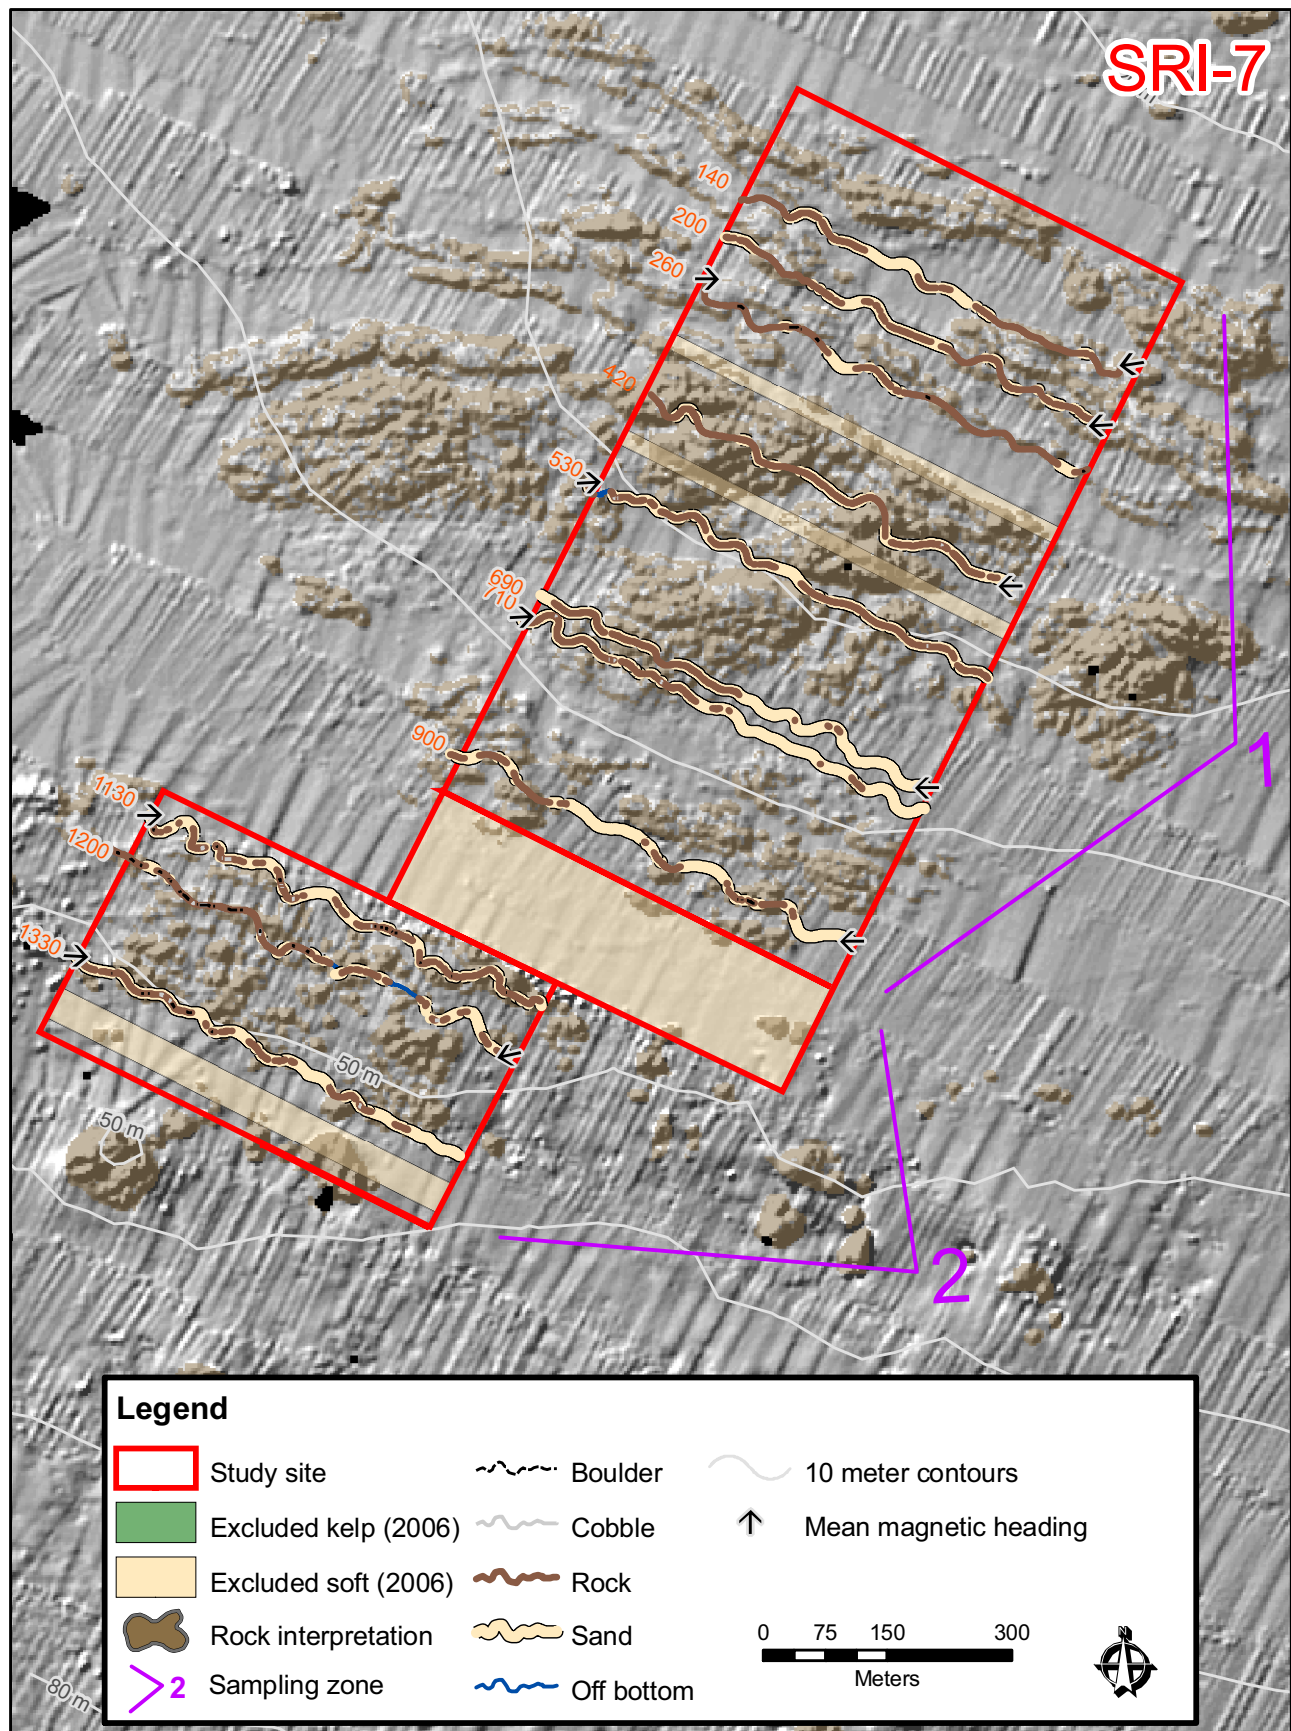 SRI-7
140
200
260
420
530
690
710
900
1130
1200
1330
1
50 m
50 m
2
Legend
Study site
Excluded kelp (2006)
Excluded soft (2006)
Rock interpretation
2 Sampling zone
Boulder
Cobble
Rock
Sand
Off bottom
10 meter contours
Mean magnetic heading
0 75 150 300
Meters
N
80 m